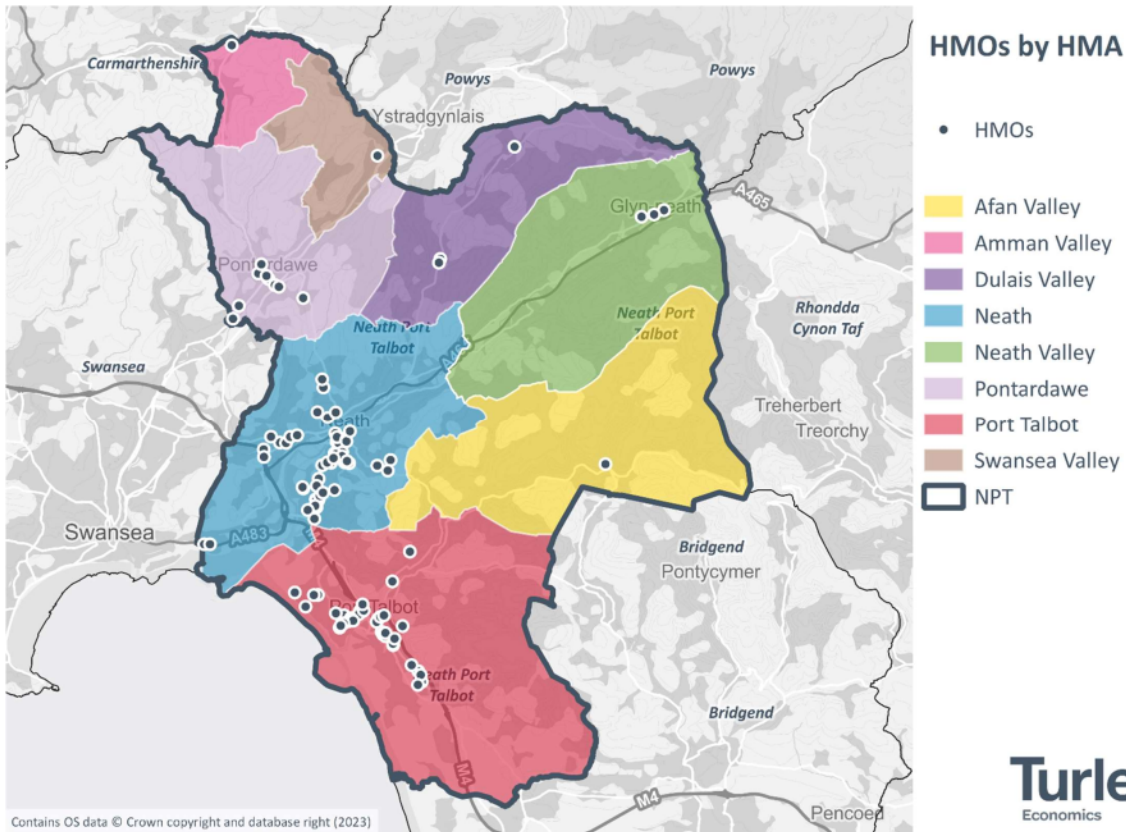 HMOs by HMA
HMOs
Afan Valley
Amman Valley
Dulais Valley
Neath
Neath Valley
Pontardawe
Port Talbot
Swansea Valley
NPT
Carmarthenshire
Powys
Powys
Ystradgynlais
A465
Glyn-neath
Pontardawe
Rhondda
Cynon Taf
Neath Port
Talbot
Neath Port
Talbot
Swansea
A46
Treherbert
Treorchy
Neath
Swansea
A483
Bridgend
Pontycymer
Port Talbot
Neath Port
Talbot
Bridgend
M4
M4
Pencoed
Contains OS data © Crown copyright and database right (2023)
Turle
Economics